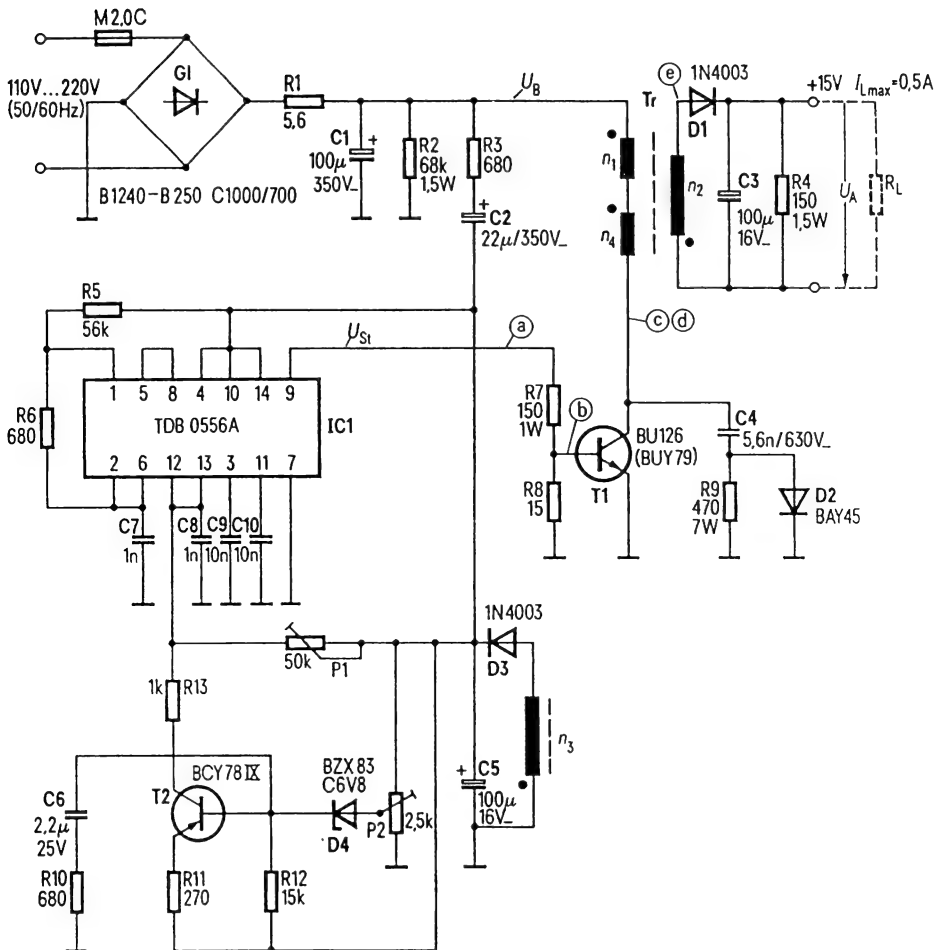 M2,0C
110V...220V
(50/60Hz)
GI
B1240-B250 C1000/700
R1
5,6
C1
100µ
350V_
+
R2
68k
1,5W
R3
680
+
C2
22µ/350V_
U_B
n₁
n₄
Tr
n₂
e
1N4003
D1
C3
100µ
16V_
R4
150
1,5W
+15V
I_Lmax=0,5A
U_A
R_L
R5
56k
R6
680
U_St
a
1 5 8 4 10 14 9
TDB 0556A
IC1
2 6 12 13 3 11 7
C7
1n
C8
1n
C9
10n
C10
10n
R7
150
1W
b
R8
15
c d
BU126
(BUY79)
T1
C4
5,6n/630V_
R9
470
7W
D2
BAY45
50k
P1
1N4003
D3
n₃
1k
R13
BCY78 IX
T2
C6
2,2µ
25V
R10
680
R11
270
R12
15k
BZX83
C6V8
D4
P2
2,5k
+
C5
100µ
16V_